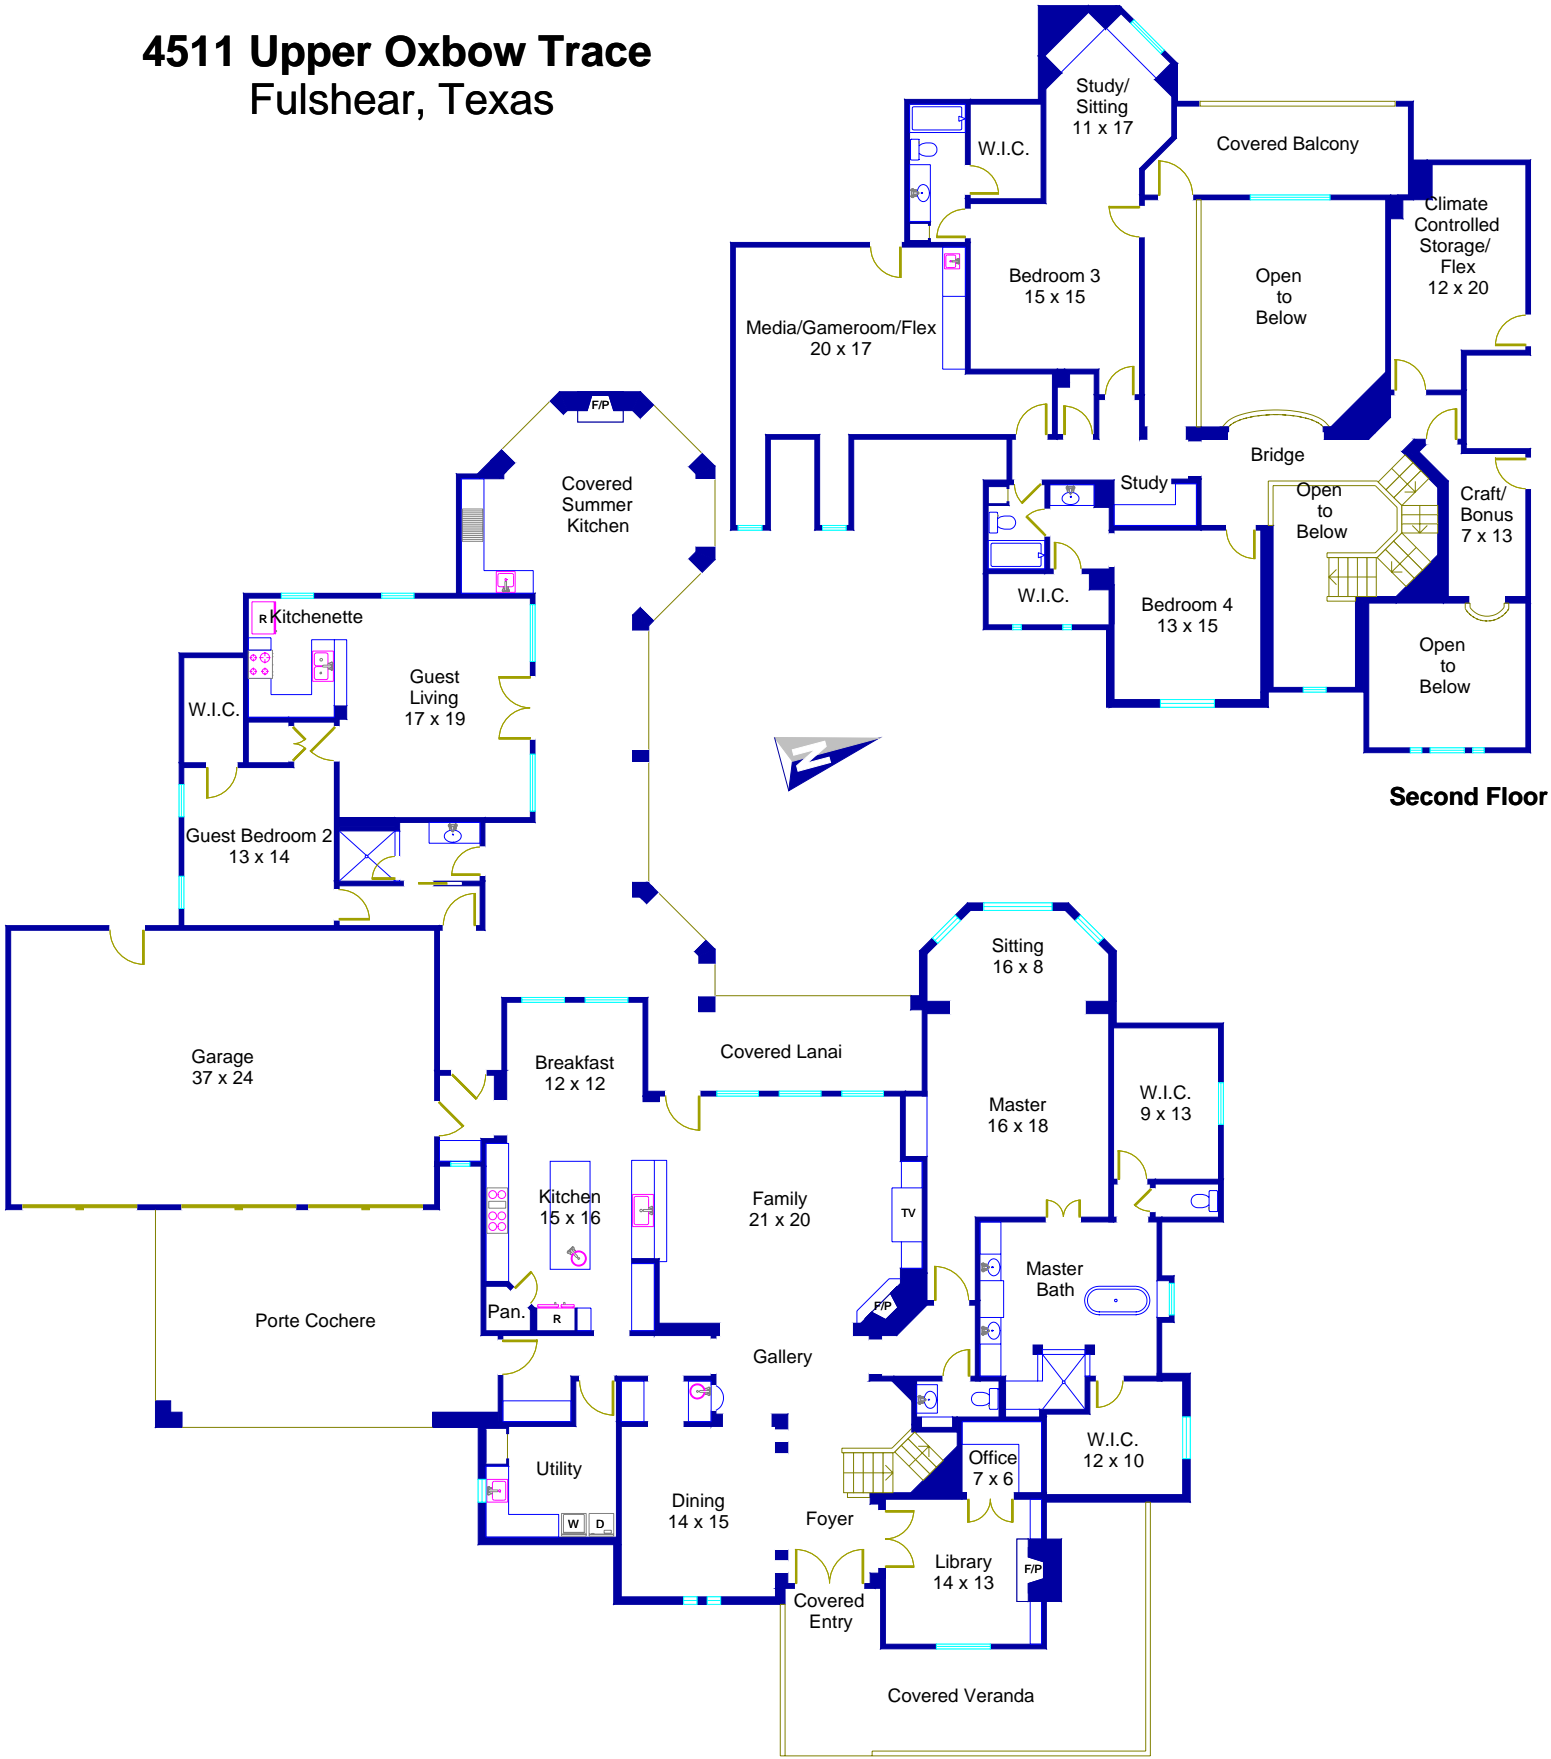 4511 Upper Oxbow Trace
Fulshear, Texas
Study/
Sitting
11 x 17
W.I.C.
Covered Balcony
Climate
Controlled
Storage/
Flex
12 x 20
Bedroom 3
15 x 15
Open
to
Below
Media/Gameroom/Flex
20 x 17
Bridge
Study
Open
to
Below
Craft/
Bonus
7 x 13
W.I.C.
Bedroom 4
13 x 15
Open
to
Below
Second Floor
N
F/P
Covered
Summer
Kitchen
R
Kitchenette
Guest
Living
17 x 19
W.I.C.
Guest Bedroom 2
13 x 14
Sitting
16 x 8
Garage
37 x 24
Breakfast
12 x 12
Covered Lanai
Master
16 x 18
W.I.C.
9 x 13
Kitchen
15 x 16
Family
21 x 20
TV
Master
Bath
Pan.
R
F/P
Porte Cochere
Gallery
W.I.C.
12 x 10
Office
7 x 6
Utility
W
D
Dining
14 x 15
Foyer
Library
14 x 13
F/P
Covered
Entry
Covered Veranda